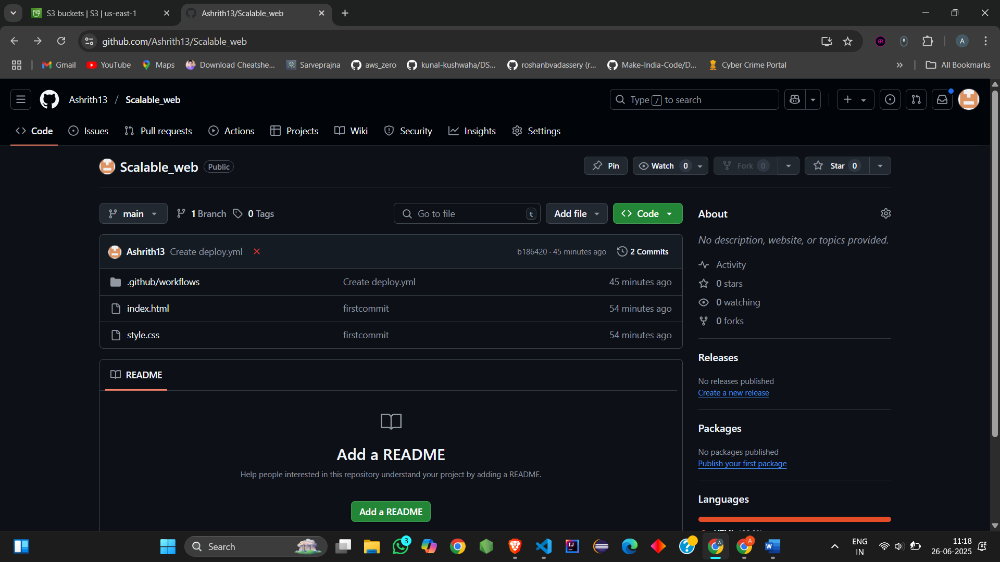 S3 buckets | S3 | us-east-1
Ashrith13/Scalable_web
github.com/Ashrith13/Scalable_web
A
Gmail
YouTube
Maps
Download Cheatshe...
Sarveprajna
aws_zero
kunal-kushwaha/DS...
roshanbvadassery (r...
Make-India-Code/D...
Cyber Crime Portal
All Bookmarks
Ashrith13 / Scalable_web
Type / to search
Code
Issues
Pull requests
Actions
Projects
Wiki
Security
Insights
Settings
Scalable_web Public
Pin
Watch 0
Fork 0
Star 0
main
1 Branch
0 Tags
Go to file t
Add file
Code
Ashrith13 Create deploy.yml
b186420 · 45 minutes ago
2 Commits
.github/workflows Create deploy.yml 45 minutes ago
index.html firstcommit 54 minutes ago
style.css firstcommit 54 minutes ago
README
Add a README
Help people interested in this repository understand your project by adding a README.
Add a README
About
No description, website, or topics provided.
Activity
0 stars
0 watching
0 forks
Releases
No releases published
Create a new release
Packages
No packages published
Publish your first package
Languages
Search
3
ENG
IN
11:18
26-06-2025